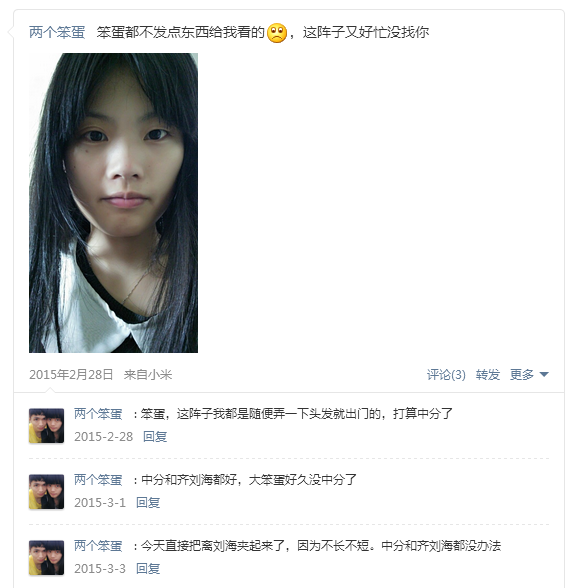 两个笨蛋 笨蛋都不发点东西给我看的，这阵子又好忙没找你
2015年2月28日 来自小米 评论(3) 转发 更多
两个笨蛋 : 笨蛋，这阵子我都是随便弄一下头发就出门的，打算中分了
2015-2-28 回复
两个笨蛋 : 中分和齐刘海都好，大笨蛋好久没中分了
2015-3-1 回复
两个笨蛋 : 今天直接把离刘海夹起来了，因为不长不短。中分和齐刘海都没办法
2015-3-3 回复